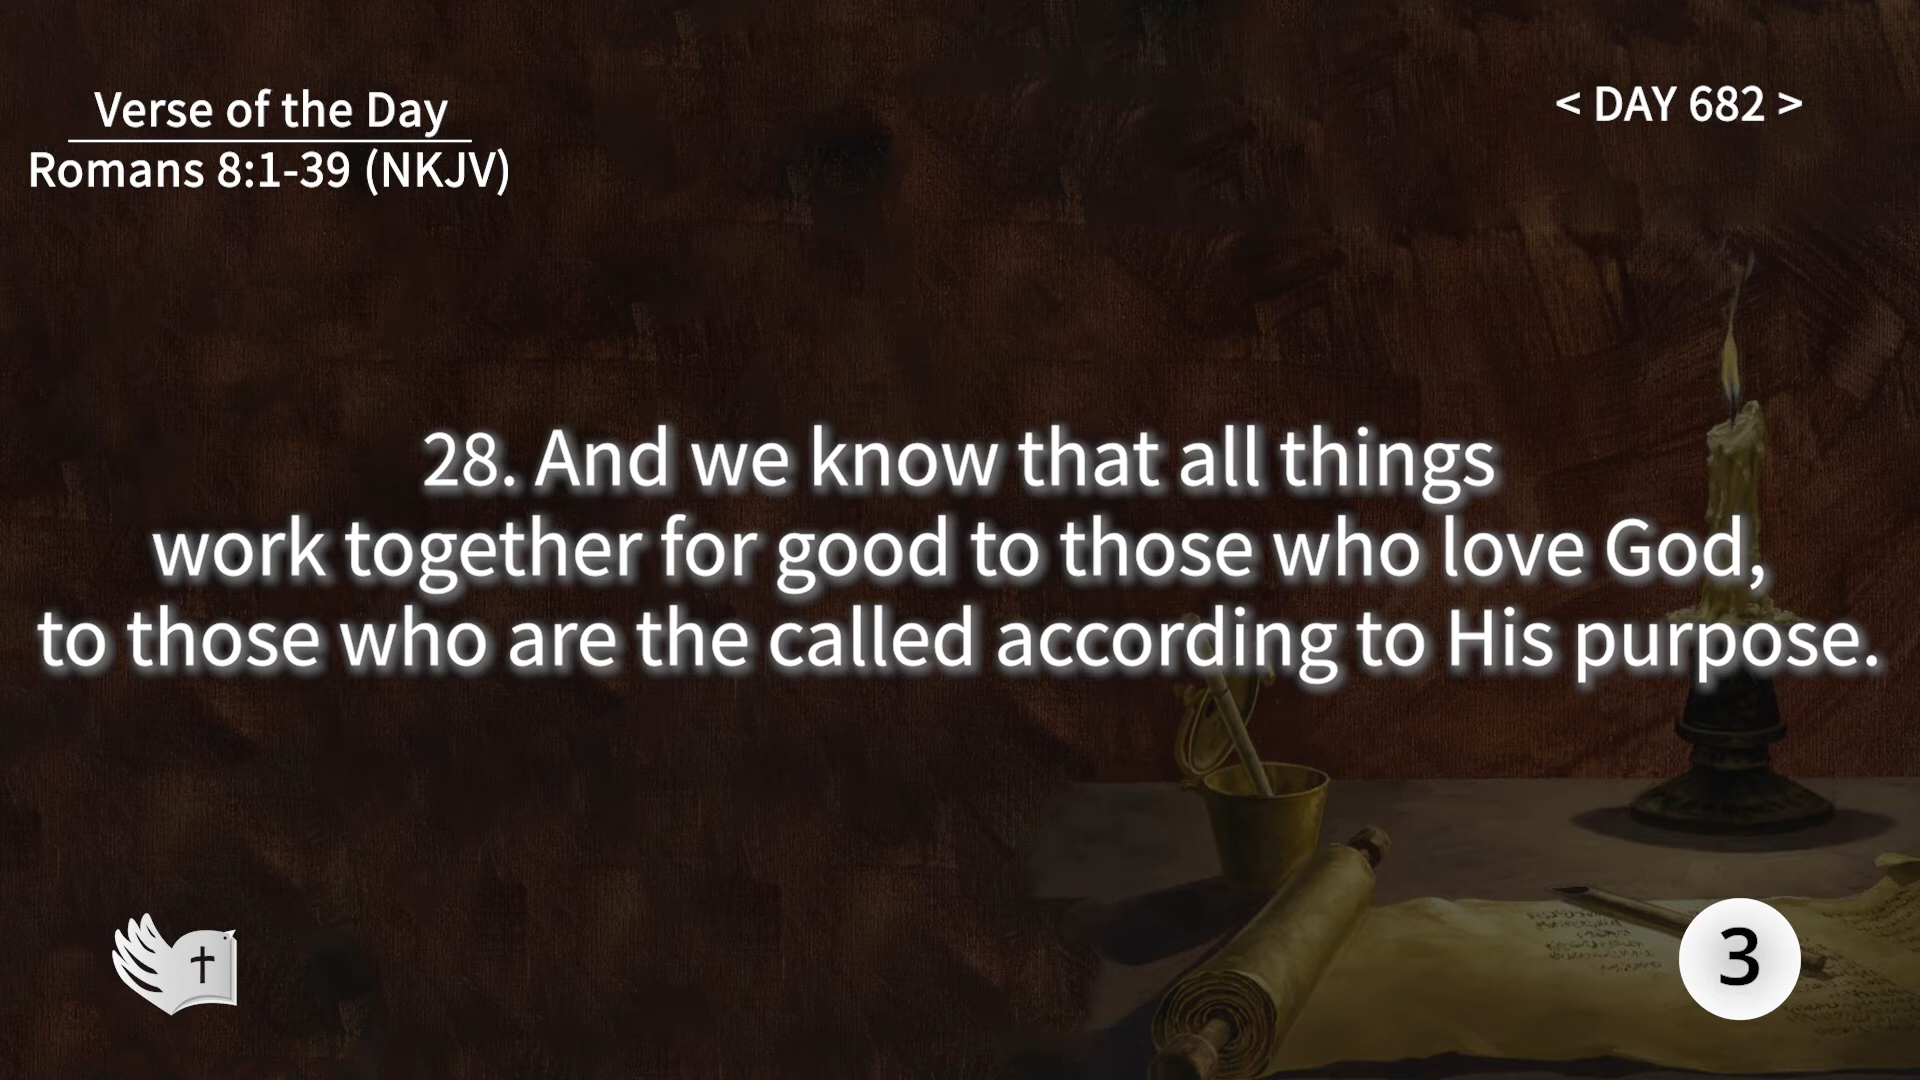 Verse of the Day
Romans 8:1-39 (NKJV)
< DAY 682 >
28. And we know that all things
work together for good to those who love God,
to those who are the called according to His purpose.
3